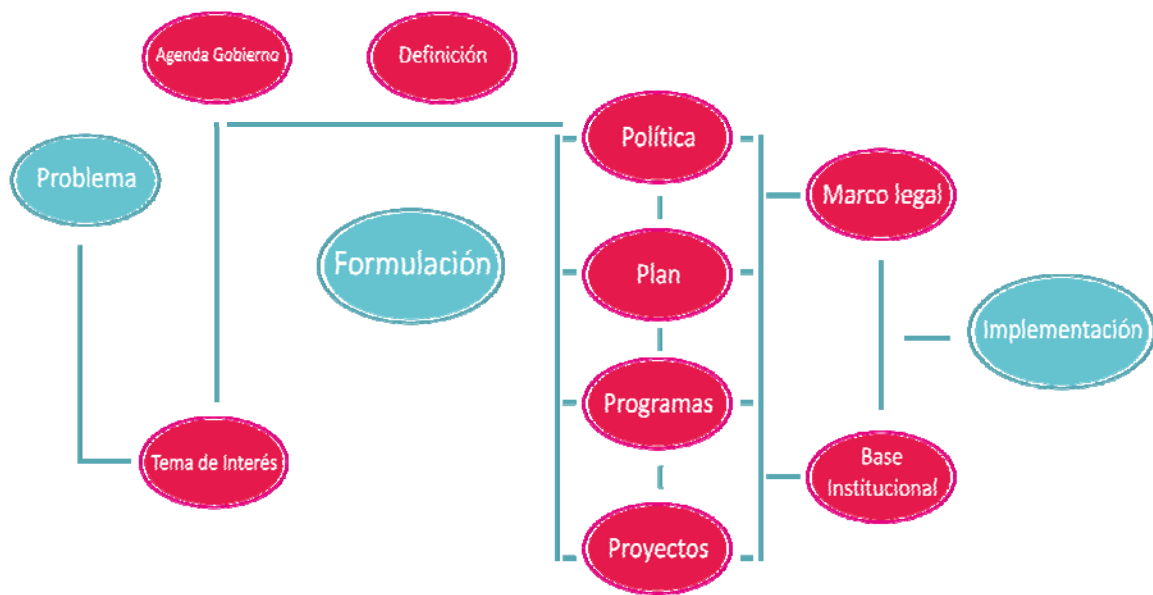 Agenda Gobierno
Definición
Problema
Política
Marco legal
Formulación
Plan
Implementación
Programas
Tema de Interés
Base
Institucional
Proyectos